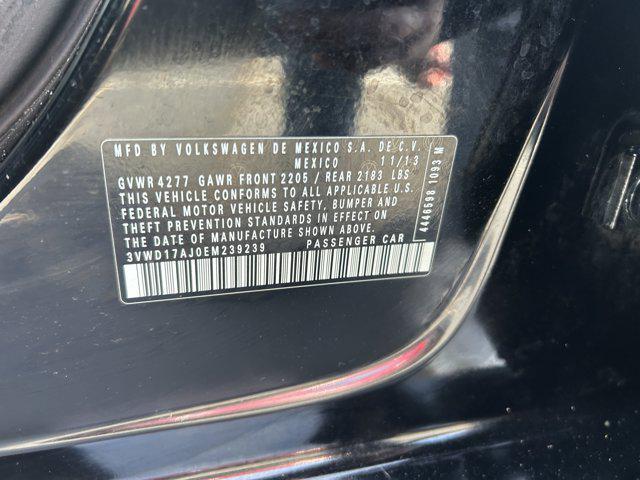 MFD BY VOLKSWAGEN DE MEXICO S.A. DE C.V.
MEXICO 11/13
GVWR 4277 GAWR FRONT 2205 / REAR 2183 LBS
THIS VEHICLE CONFORMS TO ALL APPLICABLE U.S.
FEDERAL MOTOR VEHICLE SAFETY, BUMPER AND
THEFT PREVENTION STANDARDS IN EFFECT ON
THE DATE OF MANUFACTURE SHOWN ABOVE.
3VWD17AJ0EM239239 PASSENGER CAR
4446598 1093 M